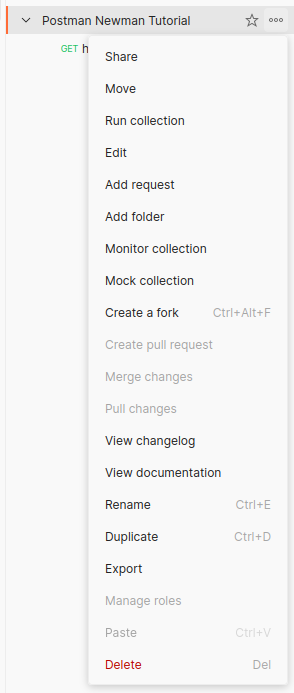 Postman Newman Tutorial
GET h
Share
Move
Run collection
Edit
Add request
Add folder
Monitor collection
Mock collection
Create a fork Ctrl+Alt+F
Create pull request
Merge changes
Pull changes
View changelog
View documentation
Rename Ctrl+E
Duplicate Ctrl+D
Export
Manage roles
Paste Ctrl+V
Delete Del